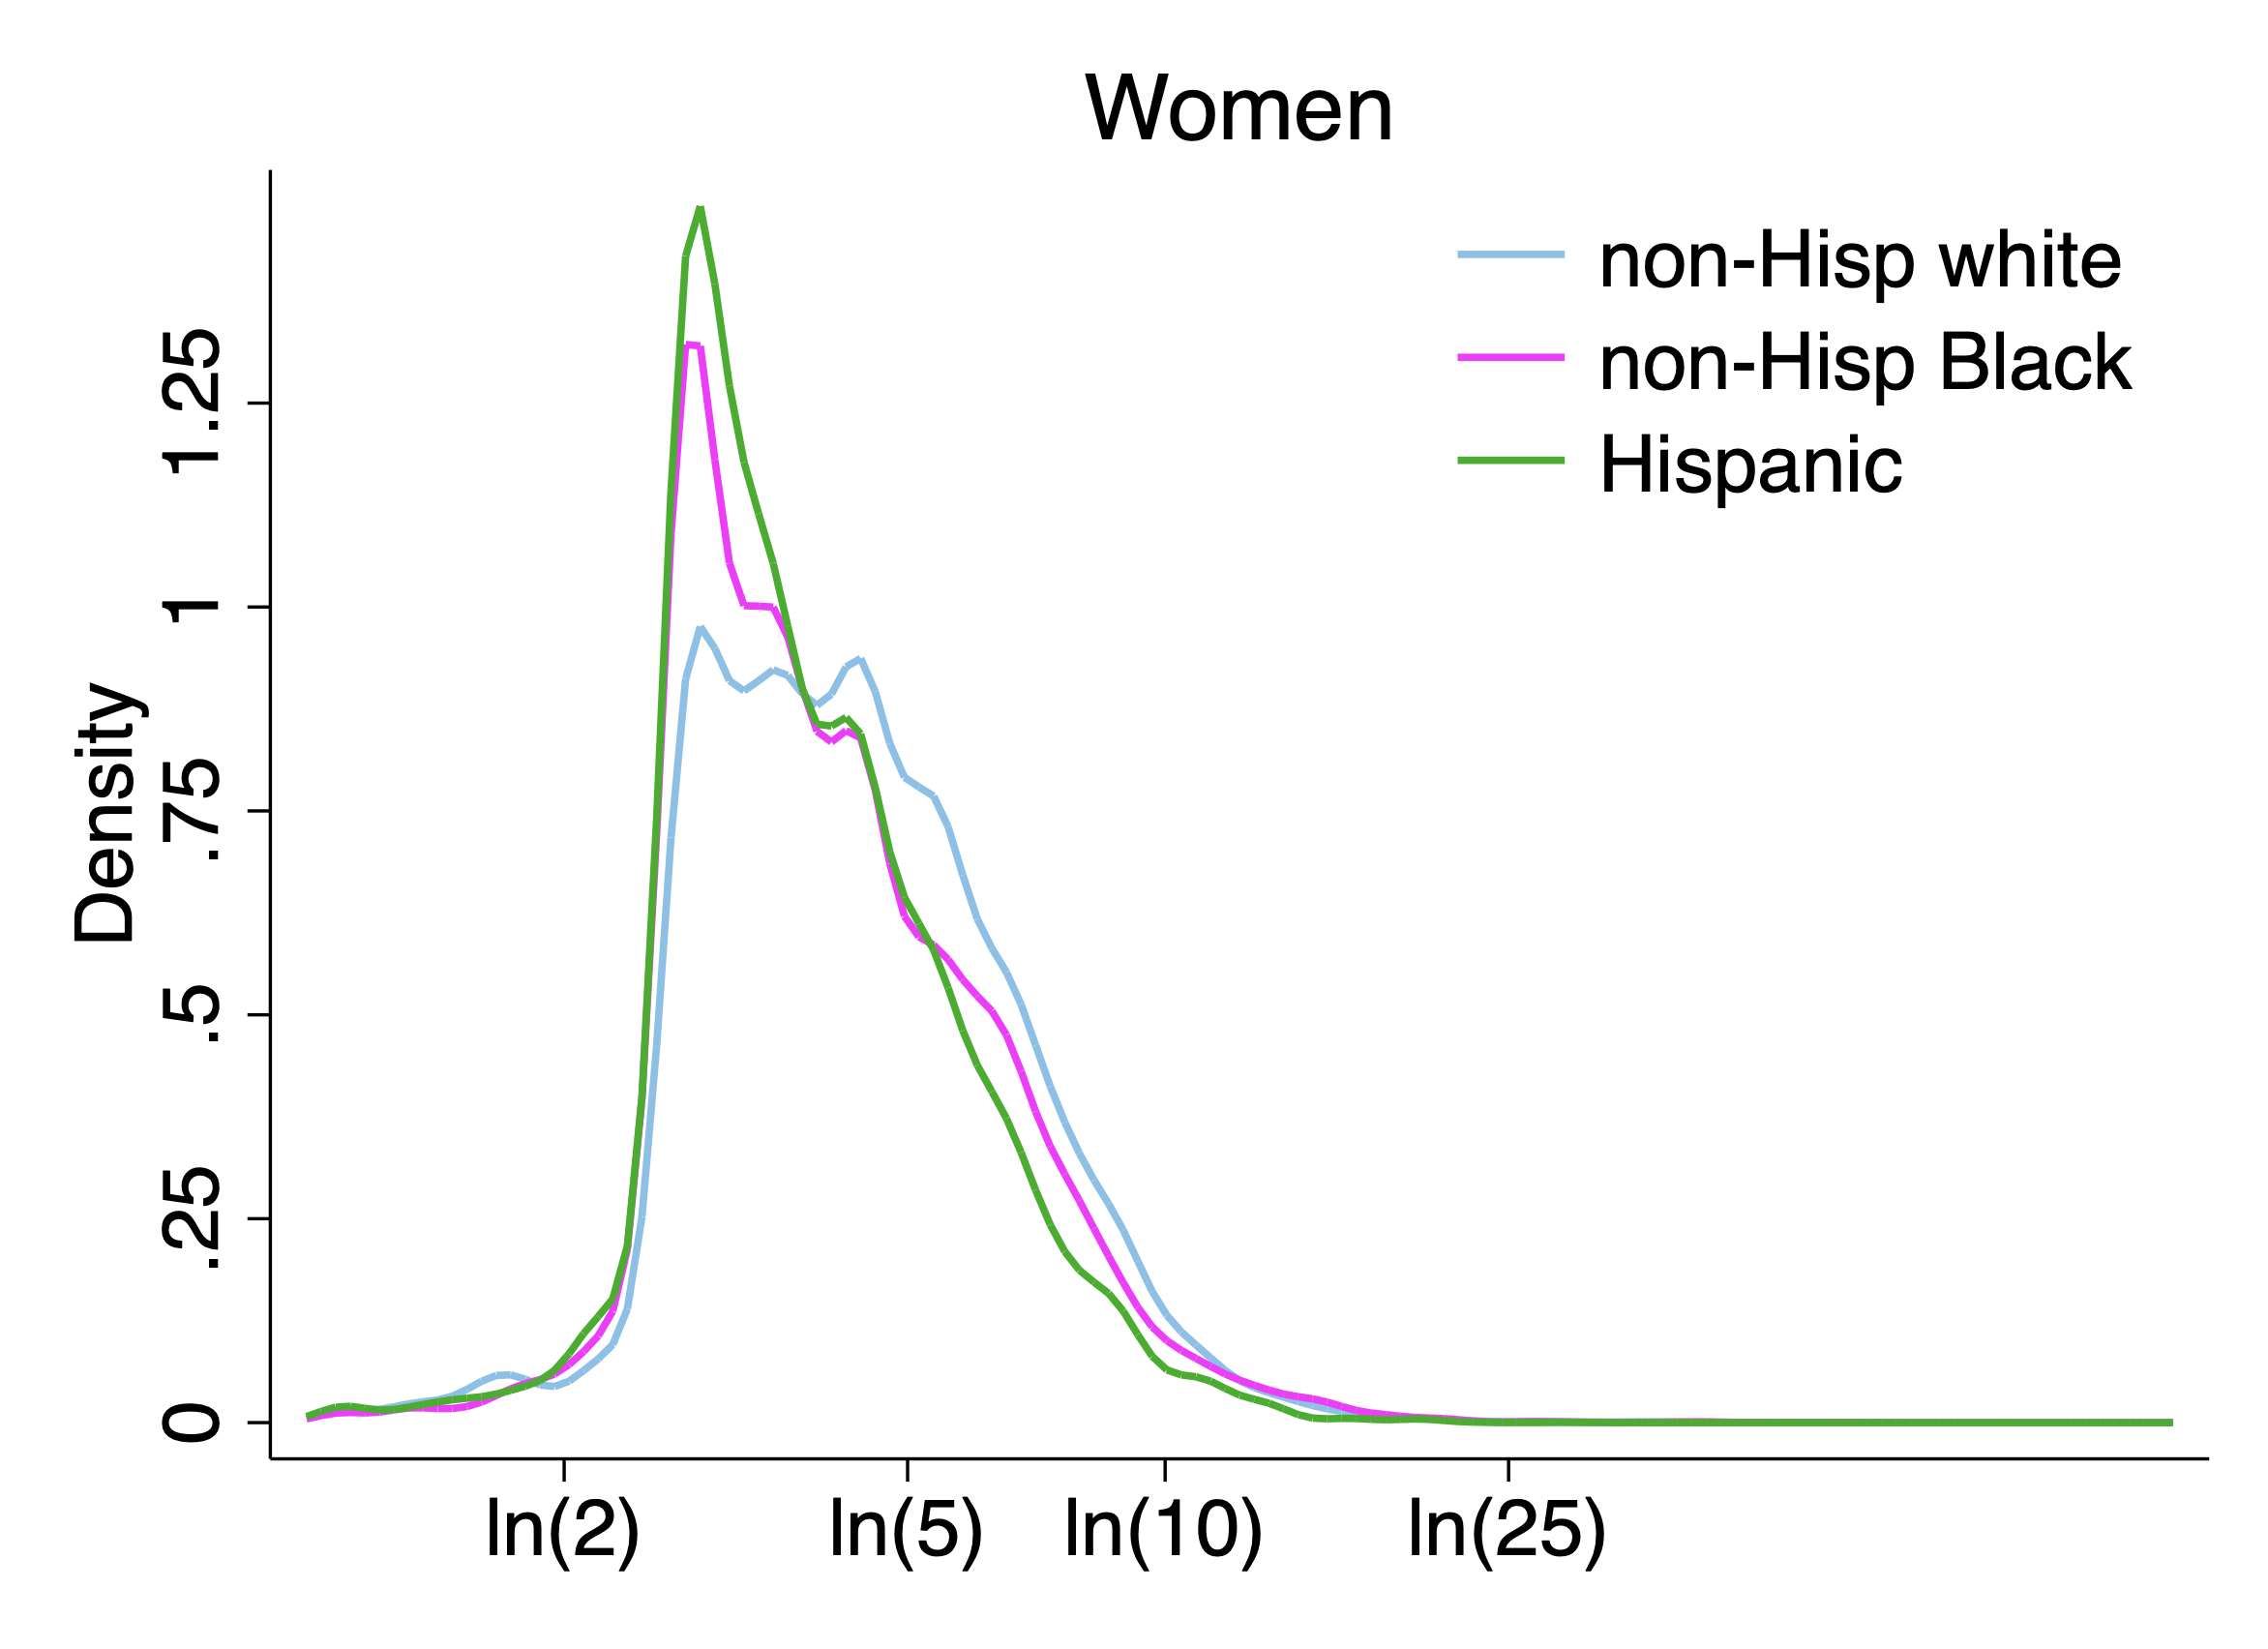 Women
non-Hisp white
non-Hisp Black
Hispanic
Density
1.25
1
.75
.5
.25
0
ln(2)
ln(5)
ln(10)
ln(25)